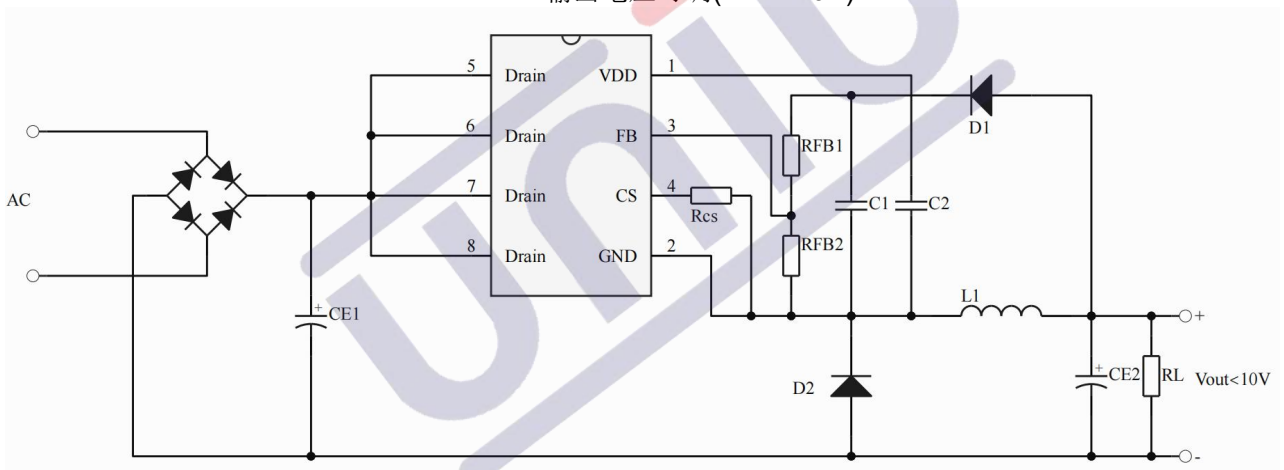 5 Drain VDD 1
D1
6 Drain FB 3
RFB1
AC
7 Drain CS 4
Rcs
C1 C2
8 Drain GND 2
RFB2
L1
+
+ CE1
D2
+ CE2 RL Vout<10V
-
unic